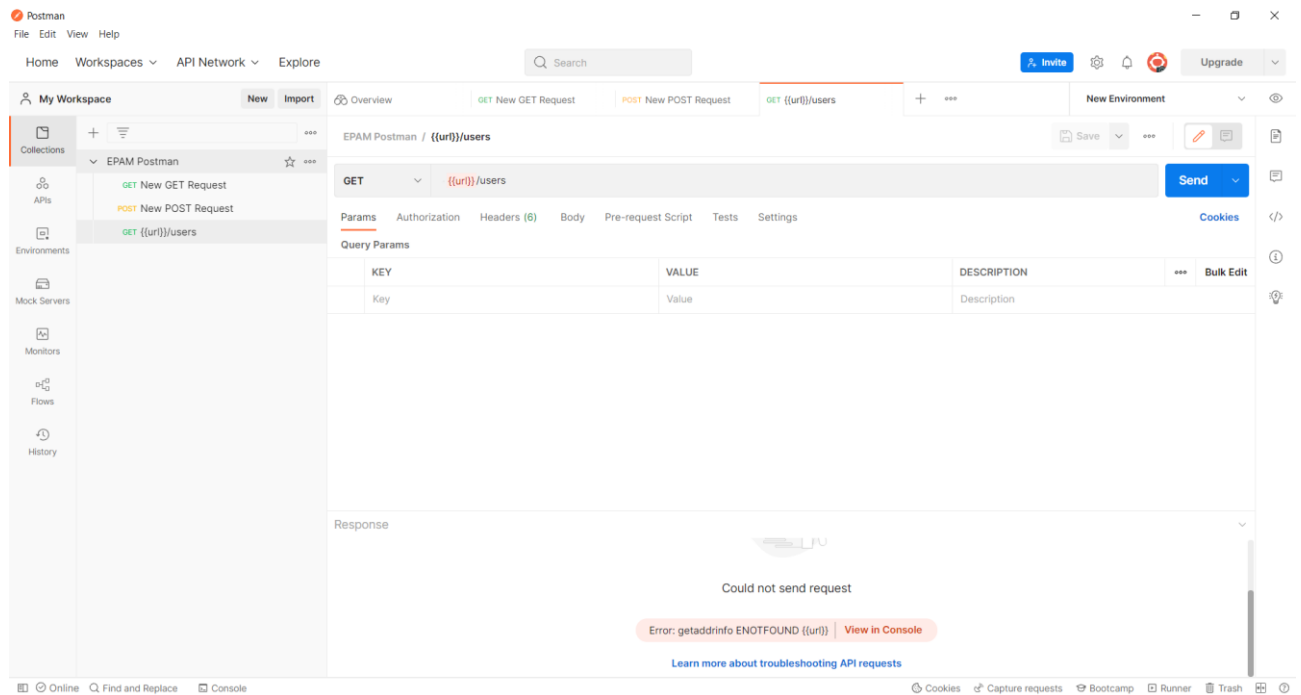 Postman
File Edit View Help
Home Workspaces API Network Explore Search Invite Upgrade
My Workspace New Import Overview GET New GET Request POST New POST Request GET {{url}}/users New Environment
Collections
APIs
Environments
Mock Servers
Monitors
Flows
History
EPAM Postman
GET New GET Request
POST New POST Request
GET {{url}}/users
EPAM Postman / {{url}}/users Save
GET {{url}}/users Send
Params Authorization Headers (6) Body Pre-request Script Tests Settings Cookies
Query Params
KEY VALUE DESCRIPTION Bulk Edit
Key Value Description
Response
Could not send request
Error: getaddrinfo ENOTFOUND {{url}} View in Console
Learn more about troubleshooting API requests
Online Find and Replace Console Cookies Capture requests Bootcamp Runner Trash